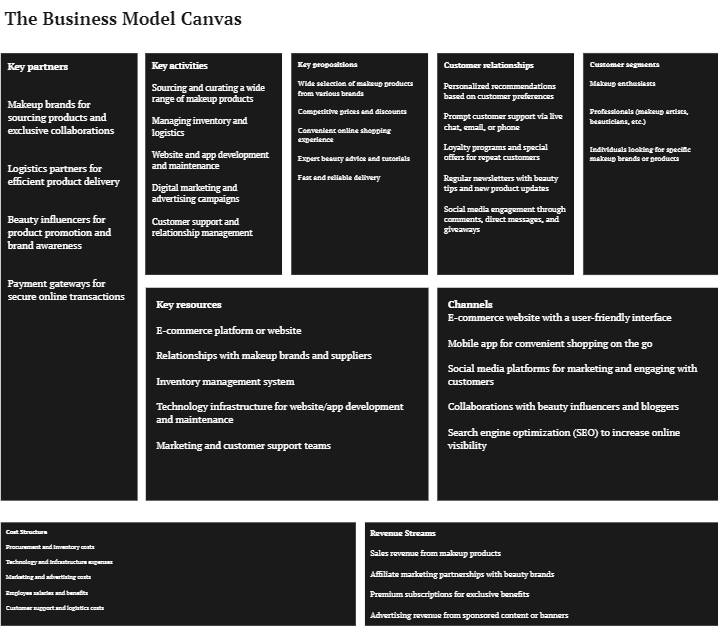 The Business Model Canvas
Key partners
Makeup brands for
sourcing products and
exclusive collaborations
Logistics partners for
efficient product delivery
Beauty influencers for
product promotion and
brand awareness
Payment gateways for
secure online transactions
Key activities
Sourcing and curating a wide
range of makeup products
Managing inventory and
logistics
Website and app development
and maintenance
Digital marketing and
advertising campaigns
Customer support and
relationship management
Key propositions
Wide selection of makeup products
from various brands
Competitive prices and discounts
Convenient online shopping
experience
Expert beauty advice and tutorials
Fast and reliable delivery
Customer relationships
Personalized recommendations
based on customer preferences
Prompt customer support via live
chat, email, or phone
Loyalty programs and special
offers for repeat customers
Regular newsletters with beauty
tips and new product updates
Social media engagement through
comments, direct messages, and
giveaways
Customer segments
Makeup enthusiasts
Professionals (makeup artists,
beauticians, etc.)
Individuals looking for specific
makeup brands or products
Key resources
E-commerce platform or website
Relationships with makeup brands and suppliers
Inventory management system
Technology infrastructure for website/app development
and maintenance
Marketing and customer support teams
Channels
E-commerce website with a user-friendly interface
Mobile app for convenient shopping on the go
Social media platforms for marketing and engaging with
customers
Collaborations with beauty influencers and bloggers
Search engine optimization (SEO) to increase online
visibility
Cost Structure
Procurement and inventory costs
Technology and infrastructure expenses
Marketing and advertising costs
Employee salaries and benefits
Customer support and logistics costs
Revenue Streams
Sales revenue from makeup products
Affiliate marketing partnerships with beauty brands
Premium subscriptions for exclusive benefits
Advertising revenue from sponsored content or banners